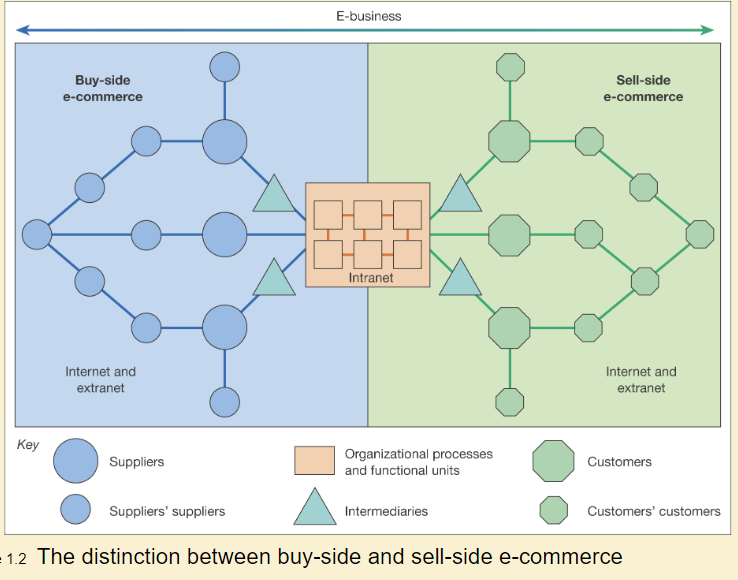 E-business
Buy-side
e-commerce
Sell-side
e-commerce
Intranet
Internet and
extranet
Internet and
extranet
Key
Suppliers
Organizational processes
and functional units
Customers
Suppliers' suppliers
Intermediaries
Customers' customers
1.2 The distinction between buy-side and sell-side e-commerce